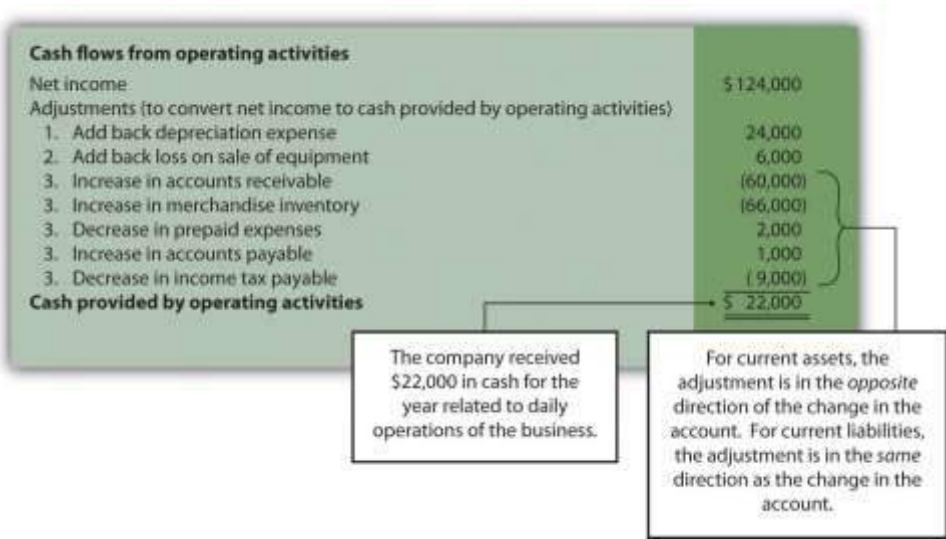 Cash flows from operating activities
Net income $124,000
Adjustments (to convert net income to cash provided by operating activities)
1. Add back depreciation expense 24,000
2. Add back loss on sale of equipment 6,000
3. Increase in accounts receivable (60,000)
3. Increase in merchandise inventory (66,000)
3. Decrease in prepaid expenses 2,000
3. Increase in accounts payable 1,000
3. Decrease in income tax payable ( 9,000)
Cash provided by operating activities $ 22,000
The company received
$22,000 in cash for the
year related to daily
operations of the business.
For current assets, the
adjustment is in the opposite
direction of the change in the
account. For current liabilities,
the adjustment is in the same
direction as the change in the
account.